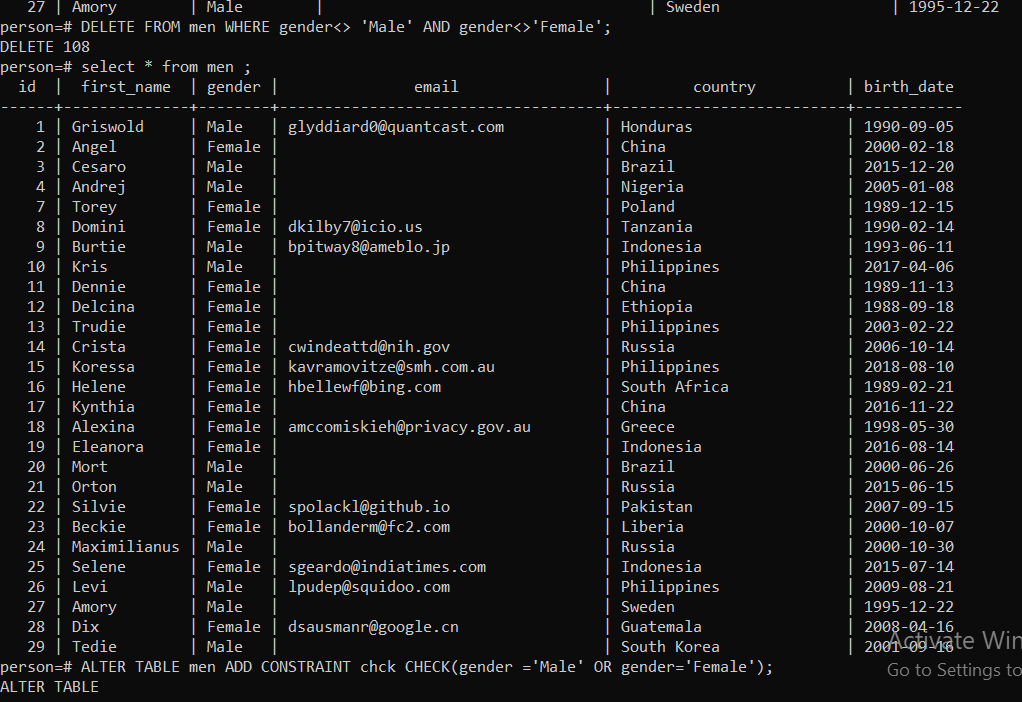 27 | Amory | Male | | Sweden | 1995-12-22
person=# DELETE FROM men WHERE gender<> 'Male' AND gender<>'Female';
DELETE 108
person=# select * from men ;
id | first_name | gender | email | country | birth_date
-----+--------------+--------+------------------------------------+--------------------------+------------
1 | Griswold | Male | glyddiard0@quantcast.com | Honduras | 1990-09-05
2 | Angel | Female | | China | 2000-02-18
3 | Cesaro | Male | | Brazil | 2015-12-20
4 | Andrej | Male | | Nigeria | 2005-01-08
7 | Torey | Female | | Poland | 1989-12-15
8 | Domini | Female | dkilby7@icio.us | Tanzania | 1990-02-14
9 | Burtie | Male | bpitway8@ameblo.jp | Indonesia | 1993-06-11
10 | Kris | Male | | Philippines | 2017-04-06
11 | Dennie | Female | | China | 1989-11-13
12 | Delcina | Female | | Ethiopia | 1988-09-18
13 | Trudie | Female | | Philippines | 2003-02-22
14 | Crista | Female | cwindeattd@nih.gov | Russia | 2006-10-14
15 | Koressa | Female | kavramovitze@smh.com.au | Philippines | 2018-08-10
16 | Helene | Female | hbellewf@bing.com | South Africa | 1989-02-21
17 | Kynthia | Female | | China | 2016-11-22
18 | Alexina | Female | amccomiskieh@privacy.gov.au | Greece | 1998-05-30
19 | Eleanora | Female | | Indonesia | 2016-08-14
20 | Mort | Male | | Brazil | 2000-06-26
21 | Orton | Male | | Russia | 2015-06-15
22 | Silvie | Female | spolackl@github.io | Pakistan | 2007-09-15
23 | Beckie | Female | bollanderm@fc2.com | Liberia | 2000-10-07
24 | Maximilianus | Male | | Russia | 2000-10-30
25 | Selene | Female | sgeardo@indiatimes.com | Indonesia | 2015-07-14
26 | Levi | Male | lpudep@squidoo.com | Philippines | 2009-08-21
27 | Amory | Male | | Sweden | 1995-12-22
28 | Dix | Female | dsausmanr@google.cn | Guatemala | 2008-04-16
29 | Tedie | Male | | South Korea | 2001-09-16
person=# ALTER TABLE men ADD CONSTRAINT chck CHECK(gender ='Male' OR gender='Female');
ALTER TABLE
Activate Win
Go to Settings to